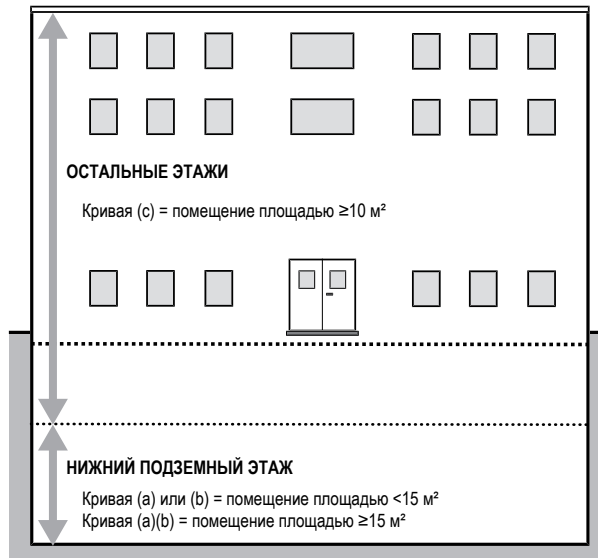 ОСТАЛЬНЫЕ ЭТАЖИ
Кривая (c) = помещение площадью ≥10 м²
НИЖНИЙ ПОДЗЕМНЫЙ ЭТАЖ
Кривая (a) или (b) = помещение площадью <15 м²
Кривая (a)(b) = помещение площадью ≥15 м²